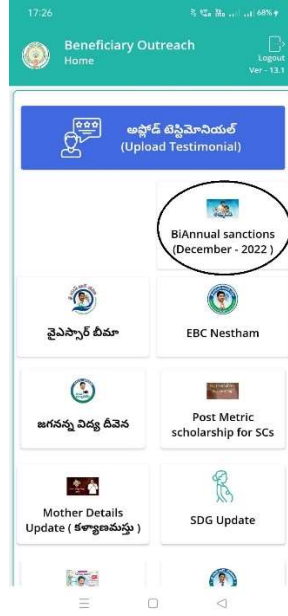 17:26
68%
Beneficiary Outreach
Home
Logout
Ver - 13.1
అప్లోడ్ టెస్టిమోనియల్
(Upload Testimonial)
BiAnnual sanctions
(December - 2022 )
వైఎస్సార్ బీమా
EBC Nestham
జగనన్న విద్య దీవెన
Post Metric
scholarship for SCs
Mother Details
Update ( కళ్యాణమస్తు )
SDG Update